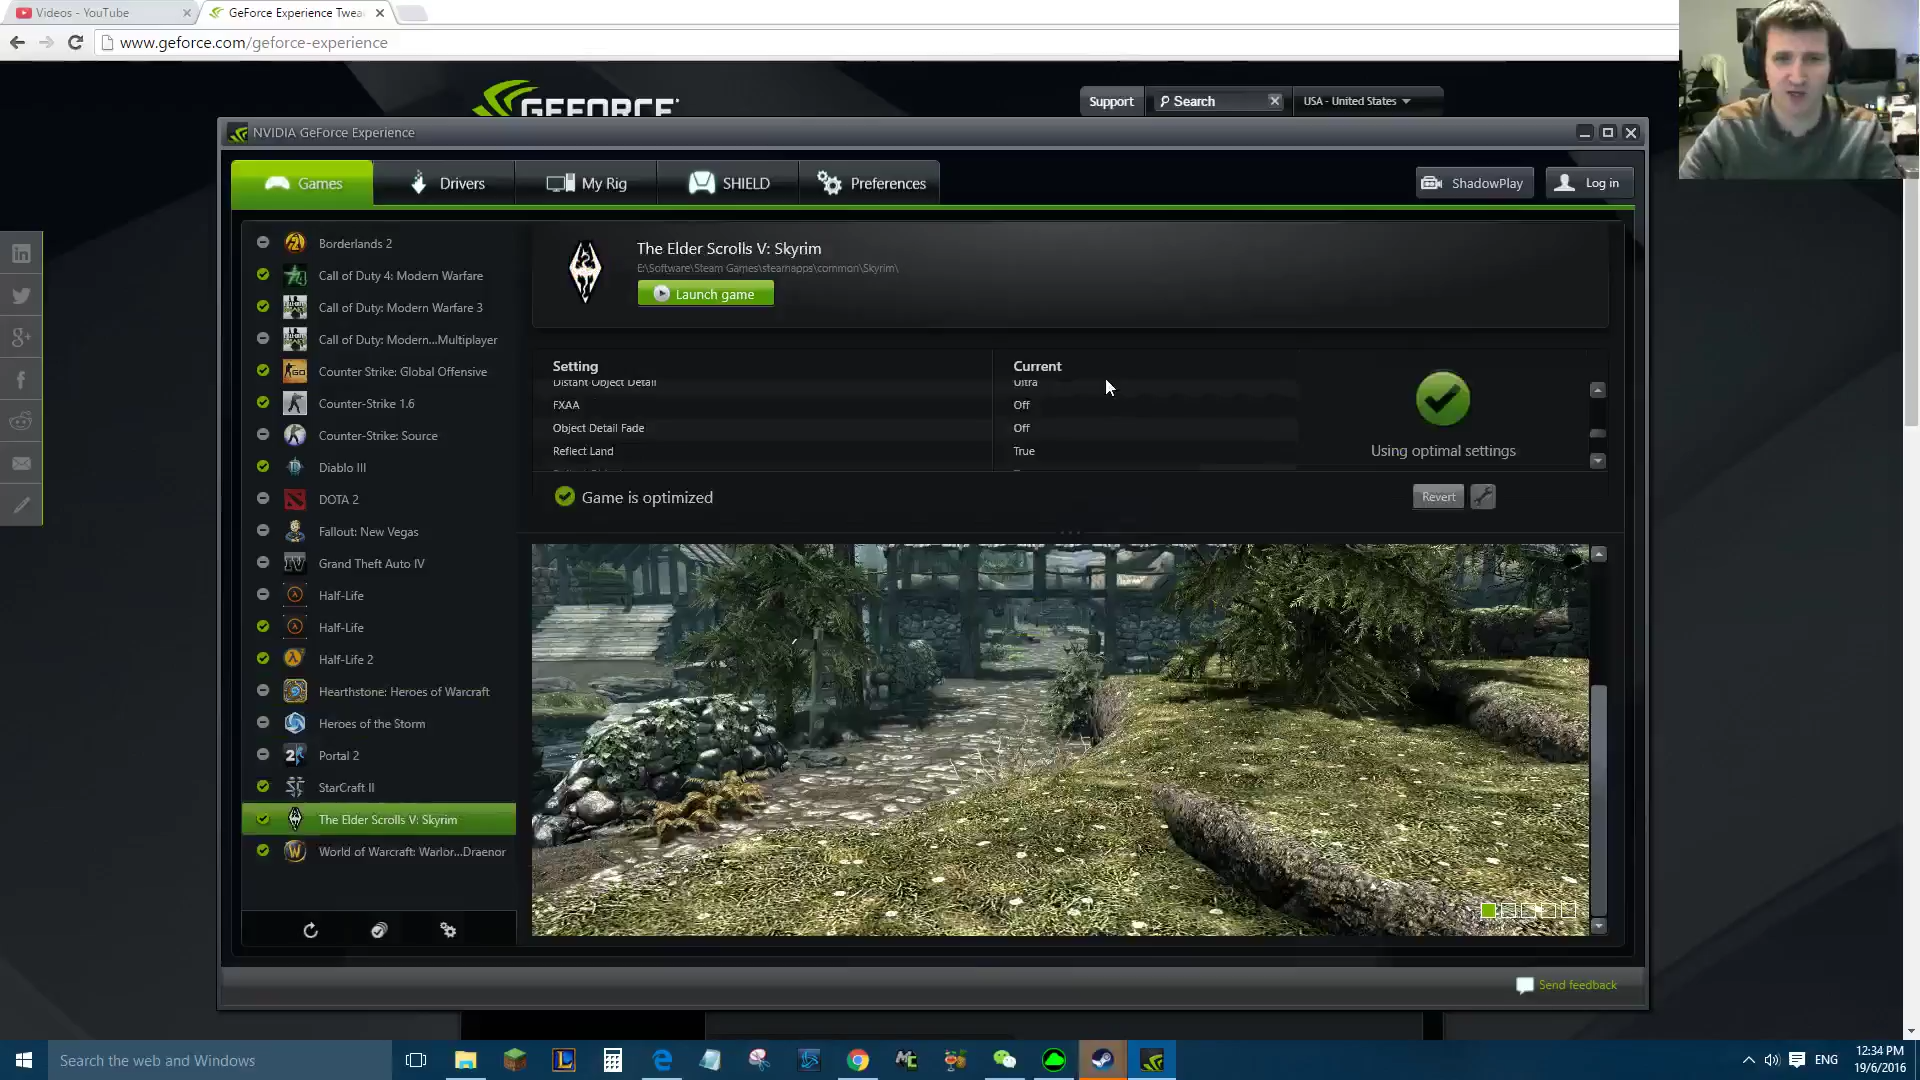 Videos - YouTube
GeForce Experience Twea
www.geforce.com/geforce-experience
GEFORCE
Support
Search
USA - United States
NVIDIA GeForce Experience
Games
Drivers
My Rig
SHIELD
Preferences
ShadowPlay
Log in
Borderlands 2
Call of Duty 4: Modern Warfare
Call of Duty: Modern Warfare 3
Call of Duty: Modern...Multiplayer
Counter Strike: Global Offensive
Counter-Strike 1.6
Counter-Strike: Source
Diablo III
DOTA 2
Fallout: New Vegas
Grand Theft Auto IV
Half-Life
Half-Life
Half-Life 2
Hearthstone: Heroes of Warcraft
Heroes of the Storm
Portal 2
StarCraft II
The Elder Scrolls V: Skyrim
World of Warcraft: Warlor...Draenor
The Elder Scrolls V: Skyrim
E:\Software\Steam Games\steamapps\common\Skyrim\
Launch game
Setting Current
Distant Object Detail Ultra
FXAA Off
Object Detail Fade Off
Reflect Land True
Using optimal settings
Game is optimized
Revert
Send feedback
Search the web and Windows
ENG
12:34 PM
19/6/2016